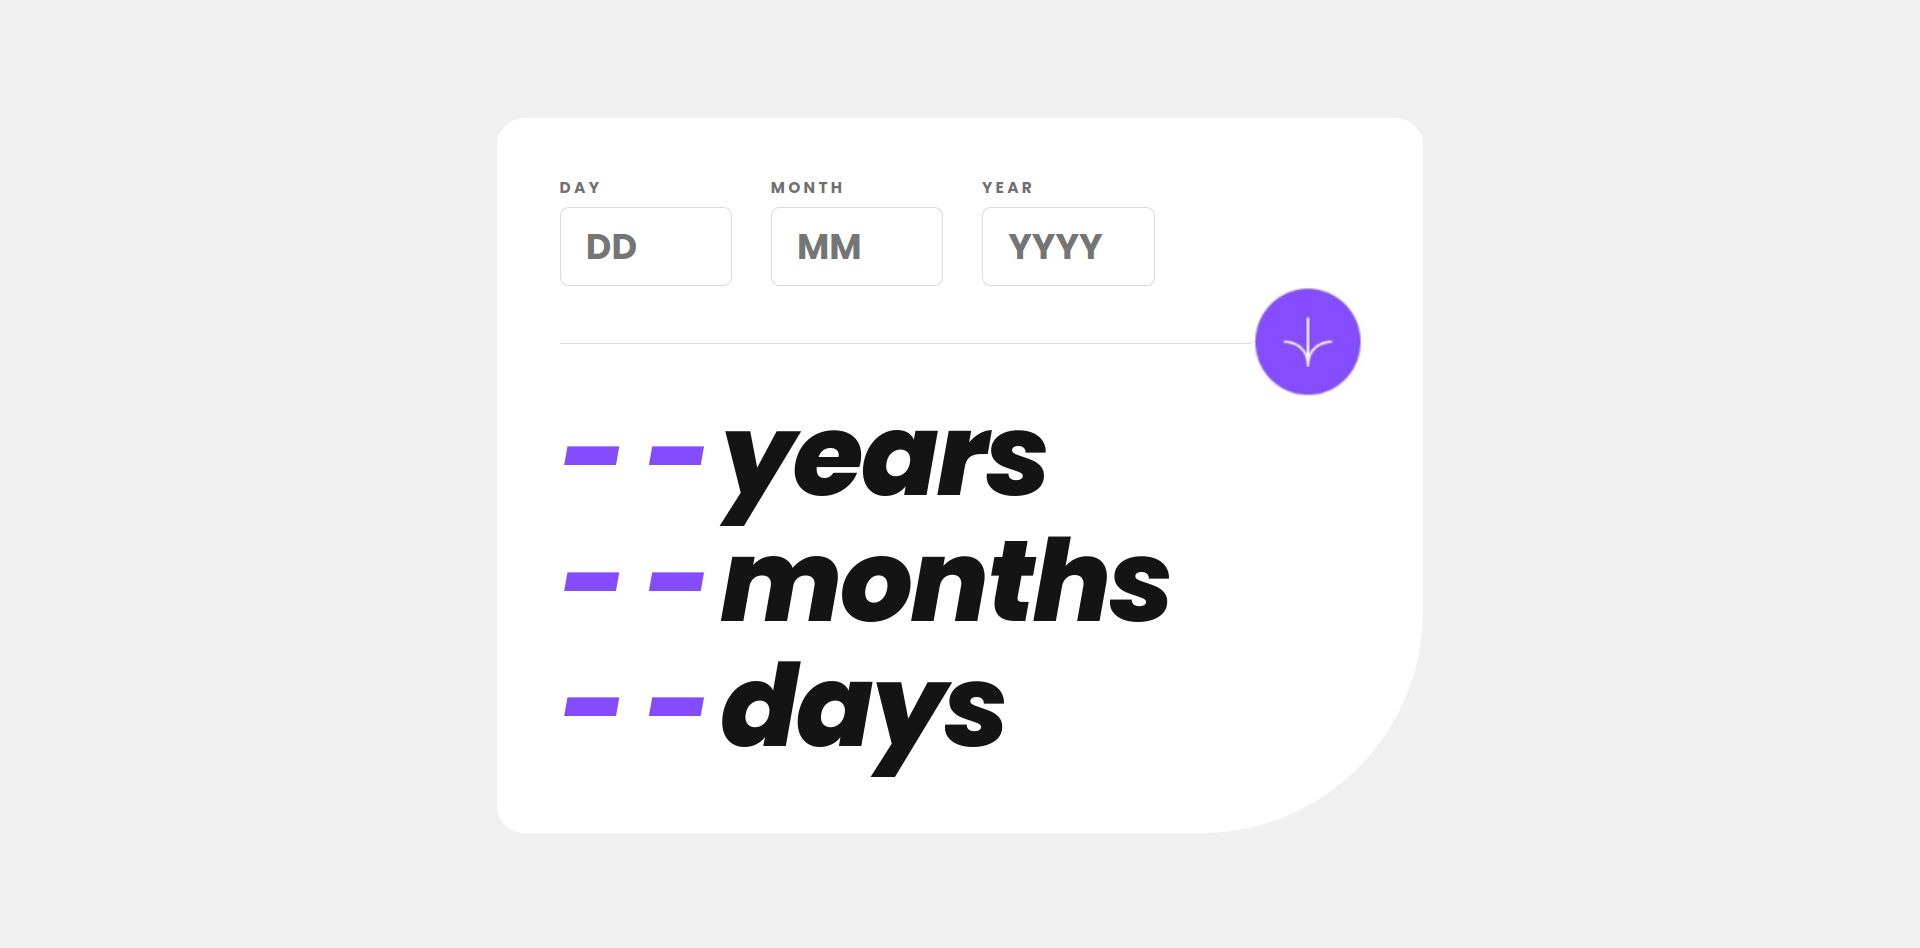 DAY MONTH YEAR
DD MM YYYY
- - years
- - months
- - days